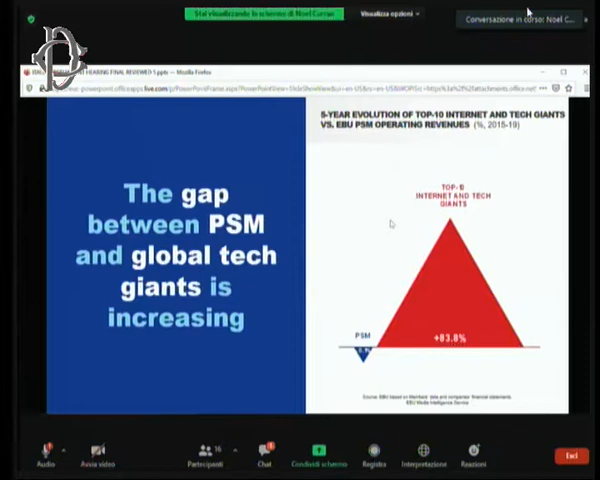 Stai visualizzando lo schermo di Noel Curran
Visualizza opzioni
Conversazione in corso: Noel C...
HEARING FINAL REVIEWED 5.pptx — Mozilla Firefox
The gap
between PSM
and global tech
giants is
increasing
5-YEAR EVOLUTION OF TOP-10 INTERNET AND TECH GIANTS
VS. EBU PSM OPERATING REVENUES (%, 2015-19)
TOP-10
INTERNET AND TECH
GIANTS
PSM
+83.8%
Source: EBU based on Members' data and companies' financial statements
EBU Media Intelligence Service
Audio
Avvia video
Partecipanti
16
Chat
Condividi schermo
Registra
Interpretazione
Reazioni
Esci